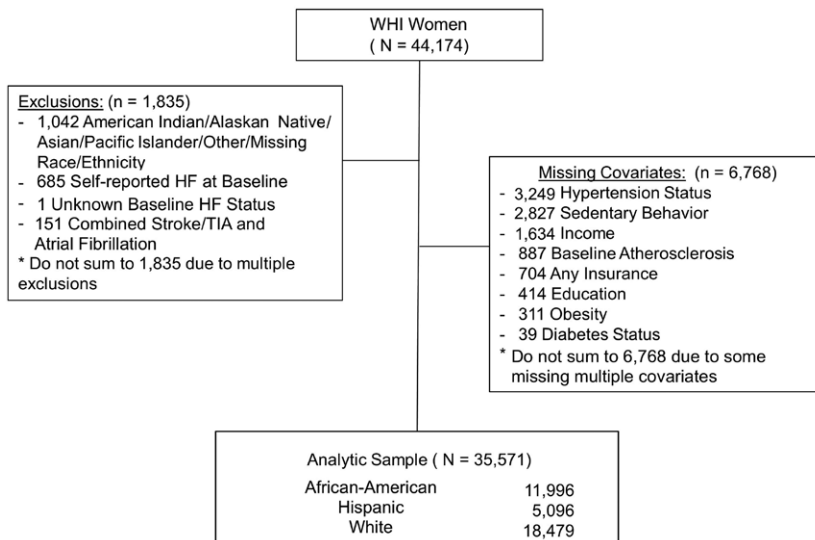 WHI Women
( N = 44,174)
Exclusions: (n = 1,835)
- 1,042 American Indian/Alaskan Native/
Asian/Pacific Islander/Other/Missing
Race/Ethnicity
- 685 Self-reported HF at Baseline
- 1 Unknown Baseline HF Status
- 151 Combined Stroke/TIA and
Atrial Fibrillation
* Do not sum to 1,835 due to multiple
exclusions
Missing Covariates: (n = 6,768)
- 3,249 Hypertension Status
- 2,827 Sedentary Behavior
- 1,634 Income
- 887 Baseline Atherosclerosis
- 704 Any Insurance
- 414 Education
- 311 Obesity
- 39 Diabetes Status
* Do not sum to 6,768 due to some
missing multiple covariates
Analytic Sample ( N = 35,571)
African-American 11,996
Hispanic 5,096
White 18,479